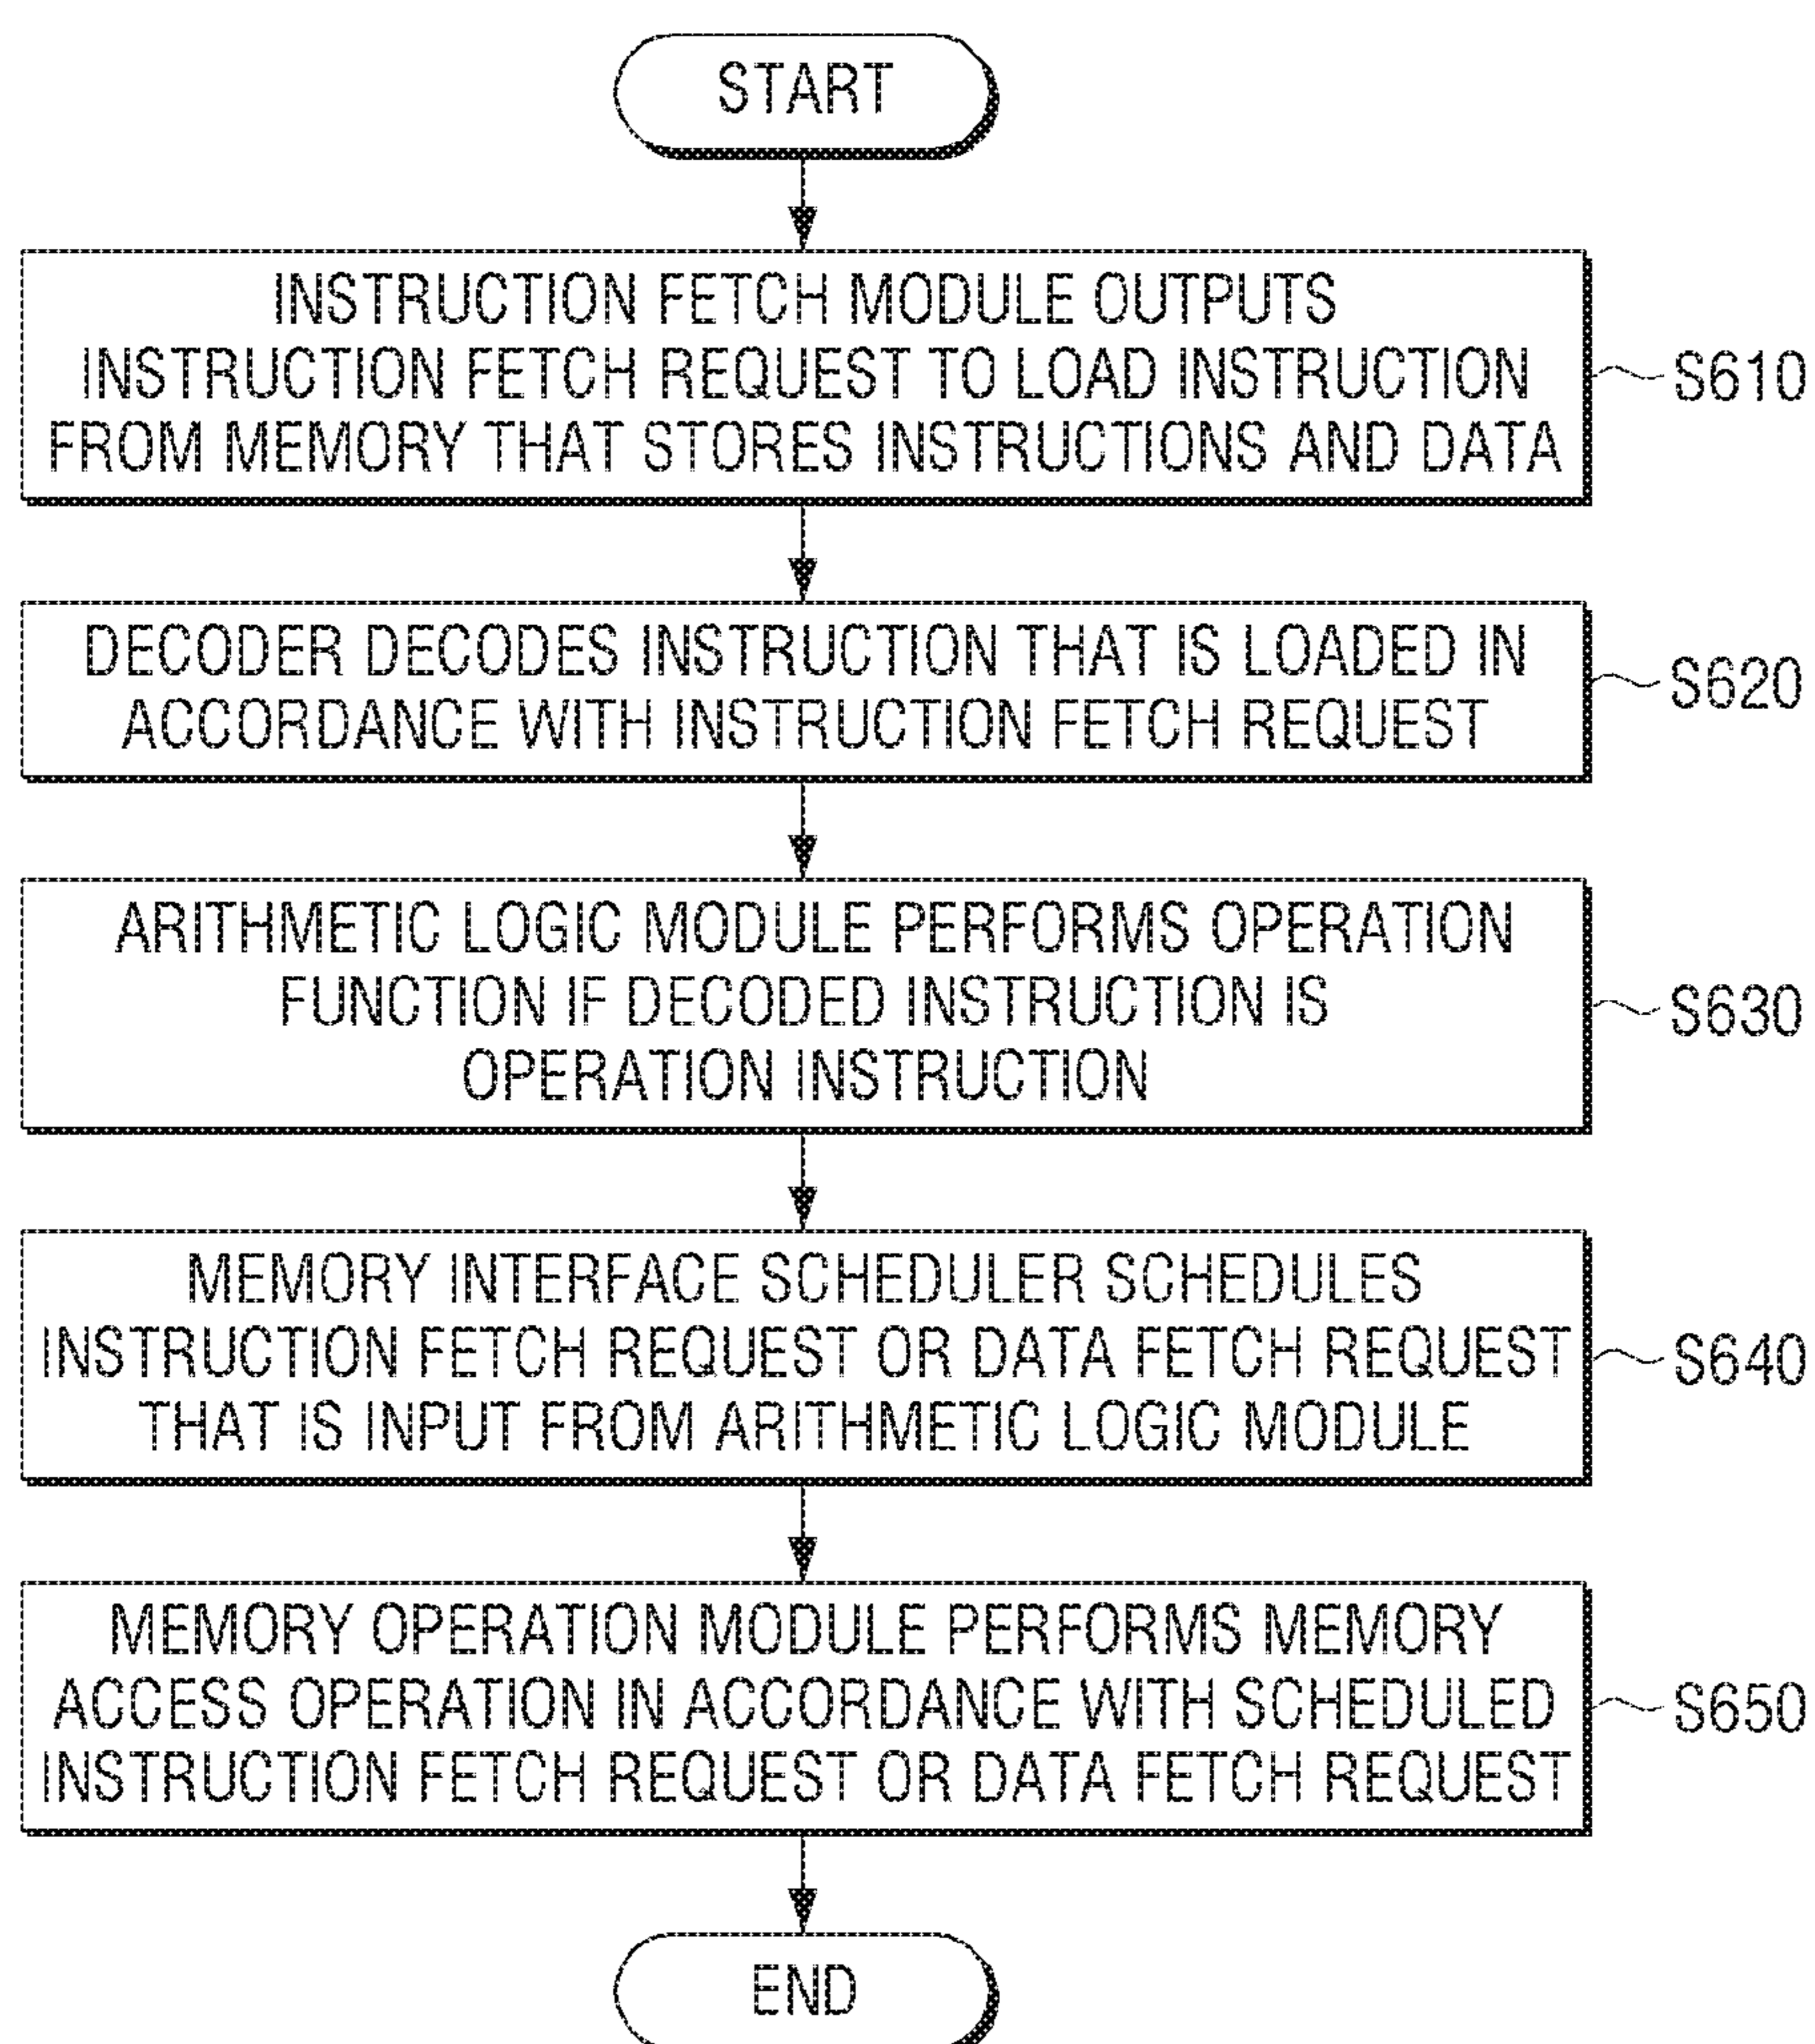 START
INSTRUCTION FETCH MODULE OUTPUTS
INSTRUCTION FETCH REQUEST TO LOAD INSTRUCTION
FROM MEMORY THAT STORES INSTRUCTIONS AND DATA
S610
DECODER DECODES INSTRUCTION THAT IS LOADED IN
ACCORDANCE WITH INSTRUCTION FETCH REQUEST
S620
ARITHMETIC LOGIC MODULE PERFORMS OPERATION
FUNCTION IF DECODED INSTRUCTION IS
OPERATION INSTRUCTION
S630
MEMORY INTERFACE SCHEDULER SCHEDULES
INSTRUCTION FETCH REQUEST OR DATA FETCH REQUEST
THAT IS INPUT FROM ARITHMETIC LOGIC MODULE
S640
MEMORY OPERATION MODULE PERFORMS MEMORY
ACCESS OPERATION IN ACCORDANCE WITH SCHEDULED
INSTRUCTION FETCH REQUEST OR DATA FETCH REQUEST
S650
END